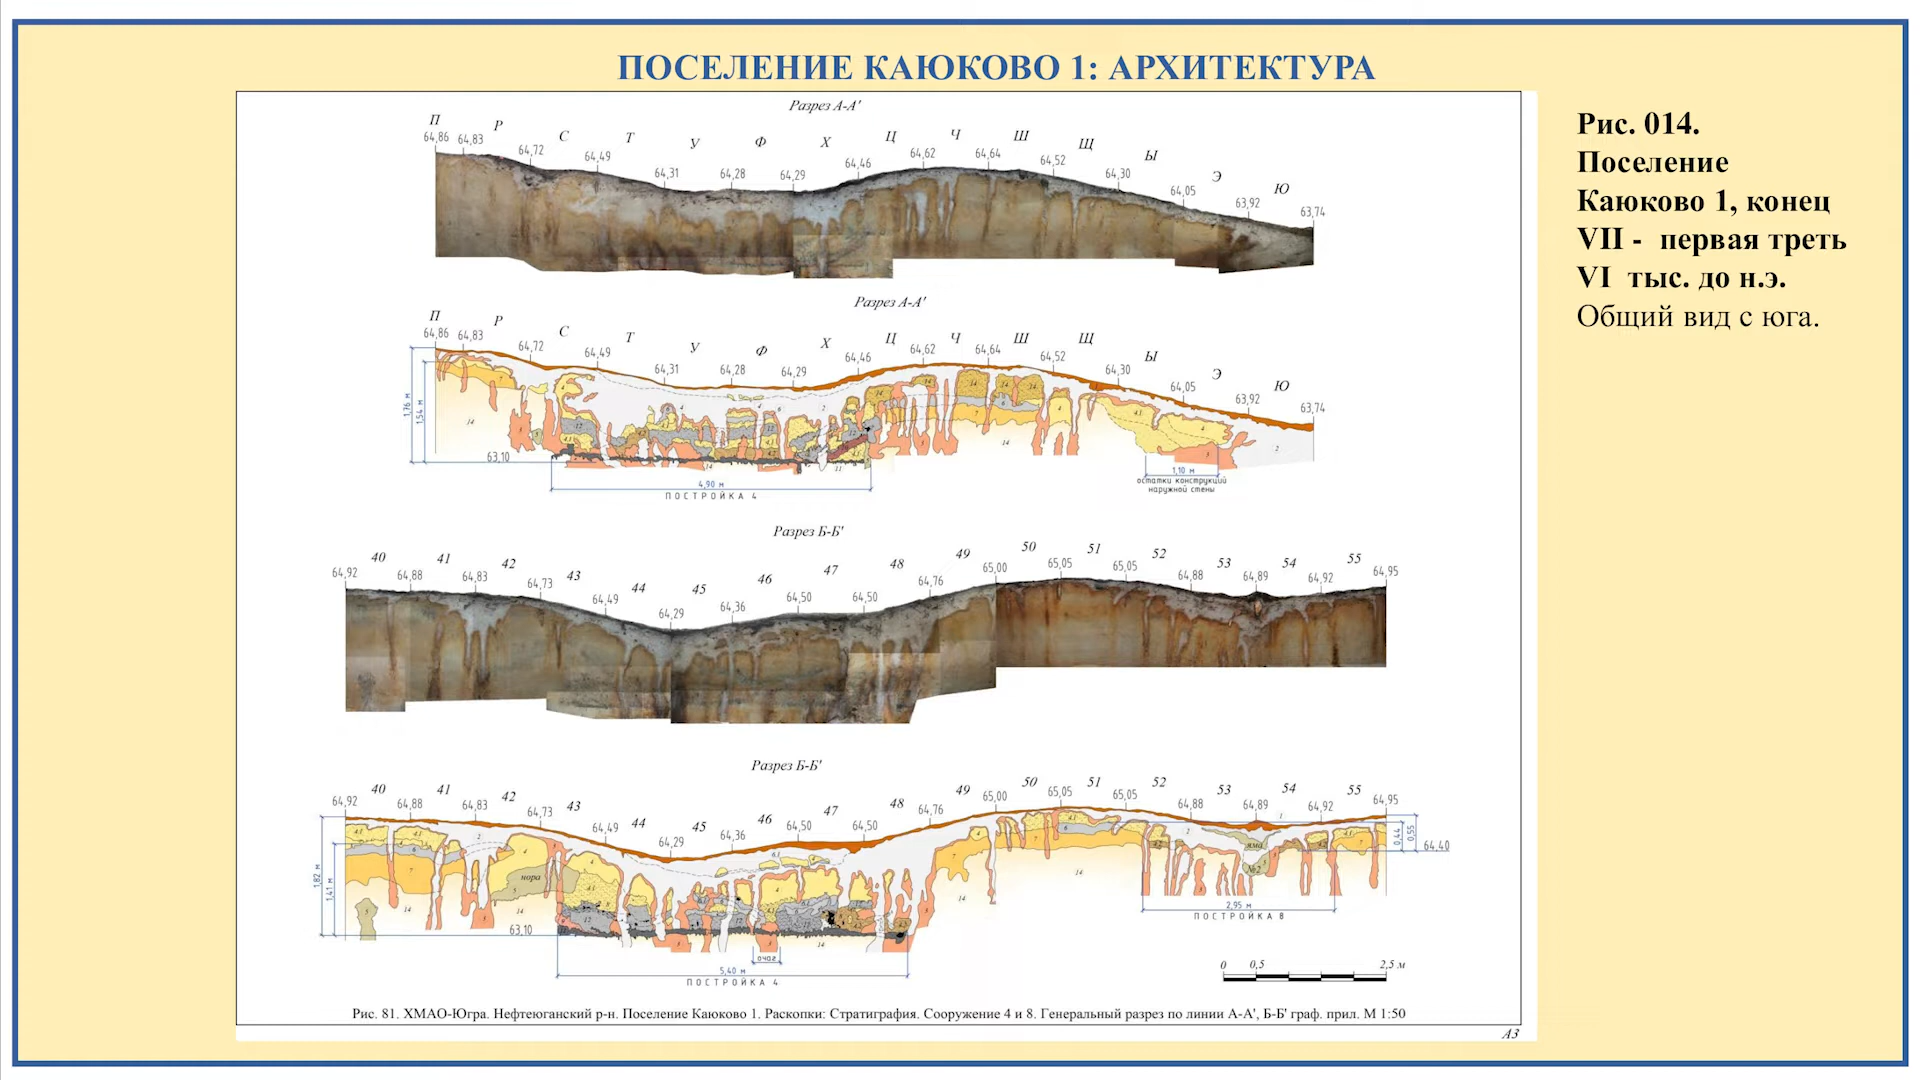 ПОСЕЛЕНИЕ КАЮКОВО 1: АРХИТЕКТУРА
Рис. 014.
Поселение
Каюково 1, конец
VII - первая треть
VI тыс. до н.э.
Общий вид с юга.
Разрез А-А'
П Р С Т У Ф Х Ц Ч Ш Щ Ы Э Ю
64,86 64,83 64,72 64,49 64,31 64,28 64,29 64,46 64,62 64,64 64,52 64,30 64,05 63,92 63,74
Разрез А-А'
П Р С Т У Ф Х Ц Ч Ш Щ Ы Э Ю
64,86 64,83 64,72 64,49 64,31 64,28 64,29 64,46 64,62 64,64 64,52 64,30 64,05 63,92 63,74
1,76 м
1,54 м
63,10
4,90 м
ПОСТРОЙКА 4
1,10 м
остатки конструкций
наружной стены
Разрез Б-Б'
40 41 42 43 44 45 46 47 48 49 50 51 52 53 54 55
64,92 64,88 64,83 64,73 64,49 64,29 64,36 64,50 64,50 64,76 65,00 65,05 65,05 64,88 64,89 64,92 64,95
Разрез Б-Б'
40 41 42 43 44 45 46 47 48 49 50 51 52 53 54 55
64,92 64,88 64,83 64,73 64,49 64,29 64,36 64,50 64,50 64,76 65,00 65,05 65,05 64,88 64,89 64,92 64,95
1,82 м
1,41 м
нора
яма
№2
0,44
0,55
64,40
63,10
очаг
5,40 м
ПОСТРОЙКА 4
2,95 м
ПОСТРОЙКА 8
0 0,5 2,5 м
Рис. 81. ХМАО-Югра. Нефтеюганский р-н. Поселение Каюково 1. Раскопки: Стратиграфия. Сооружение 4 и 8. Генеральный разрез по линии А-А', Б-Б' граф. прил. М 1:50
А3